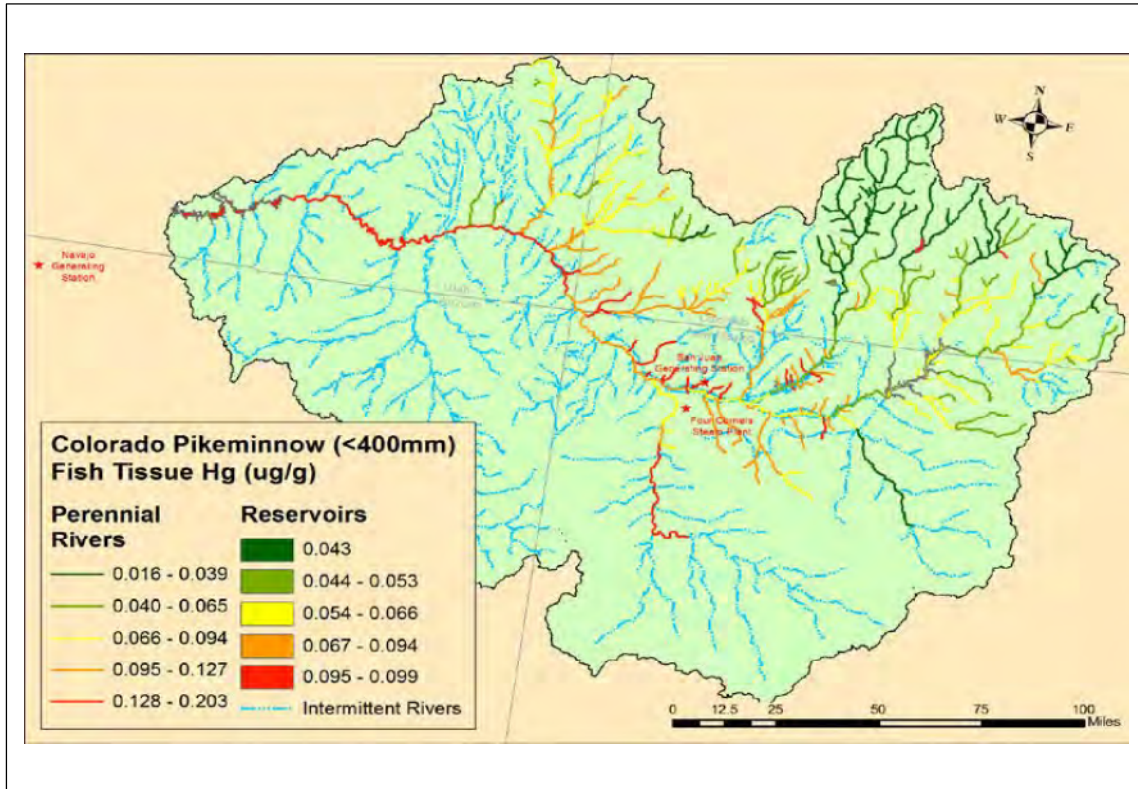 N
W E
S
Navajo
Generating
Station
San Juan
Generating Station
Four Corners
Steam Plant
Colorado Pikeminnow (<400mm)
Fish Tissue Hg (ug/g)
Perennial
Rivers
0.016 - 0.039
0.040 - 0.065
0.066 - 0.094
0.095 - 0.127
0.128 - 0.203
Reservoirs
0.043
0.044 - 0.053
0.054 - 0.066
0.067 - 0.094
0.095 - 0.099
Intermittent Rivers
0 12.5 25 50 75 100
Miles